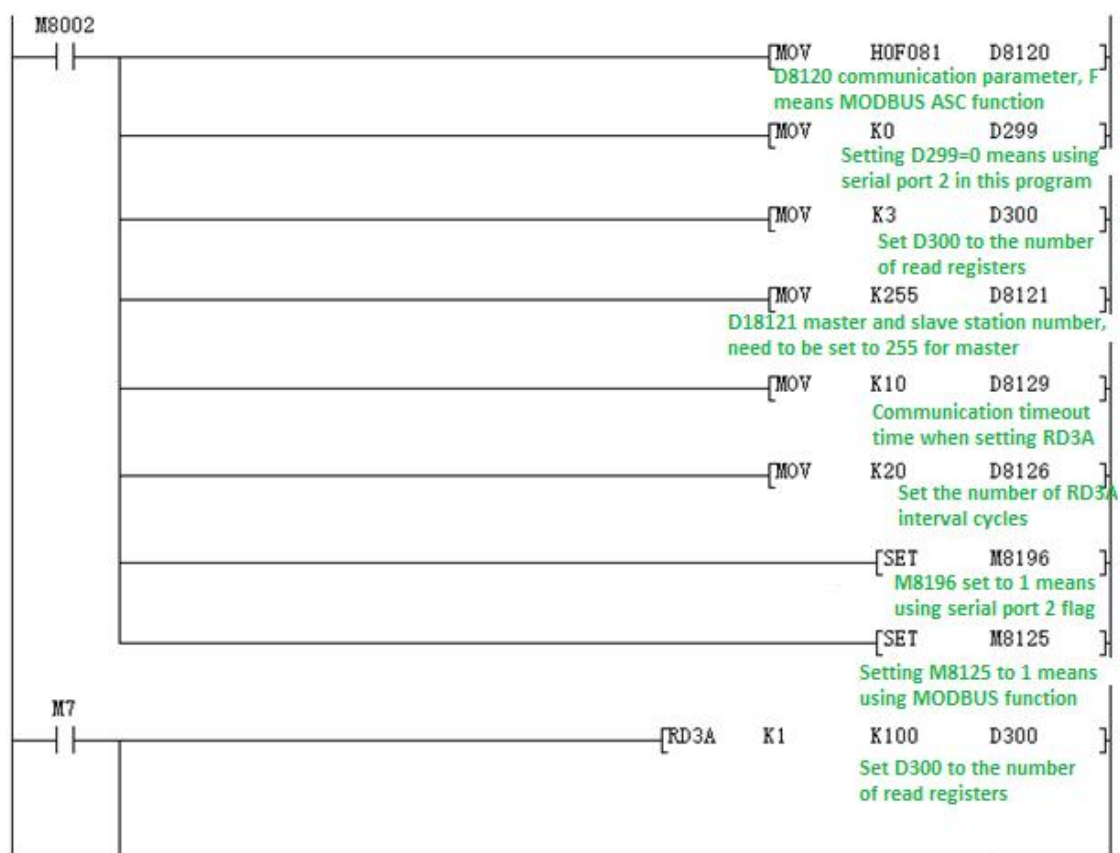 M8002
[MOV H0F081 D8120 ]
D8120 communication parameter, F
means MODBUS ASC function
[MOV K0 D299 ]
Setting D299=0 means using
serial port 2 in this program
[MOV K3 D300 ]
Set D300 to the number
of read registers
[MOV K255 D8121 ]
D18121 master and slave station number,
need to be set to 255 for master
[MOV K10 D8129 ]
Communication timeout
time when setting RD3A
[MOV K20 D8126 ]
Set the number of RD3A
interval cycles
[SET M8196 ]
M8196 set to 1 means
using serial port 2 flag
[SET M8125 ]
Setting M8125 to 1 means
using MODBUS function
M7
[RD3A K1 K100 D300 ]
Set D300 to the number
of read registers